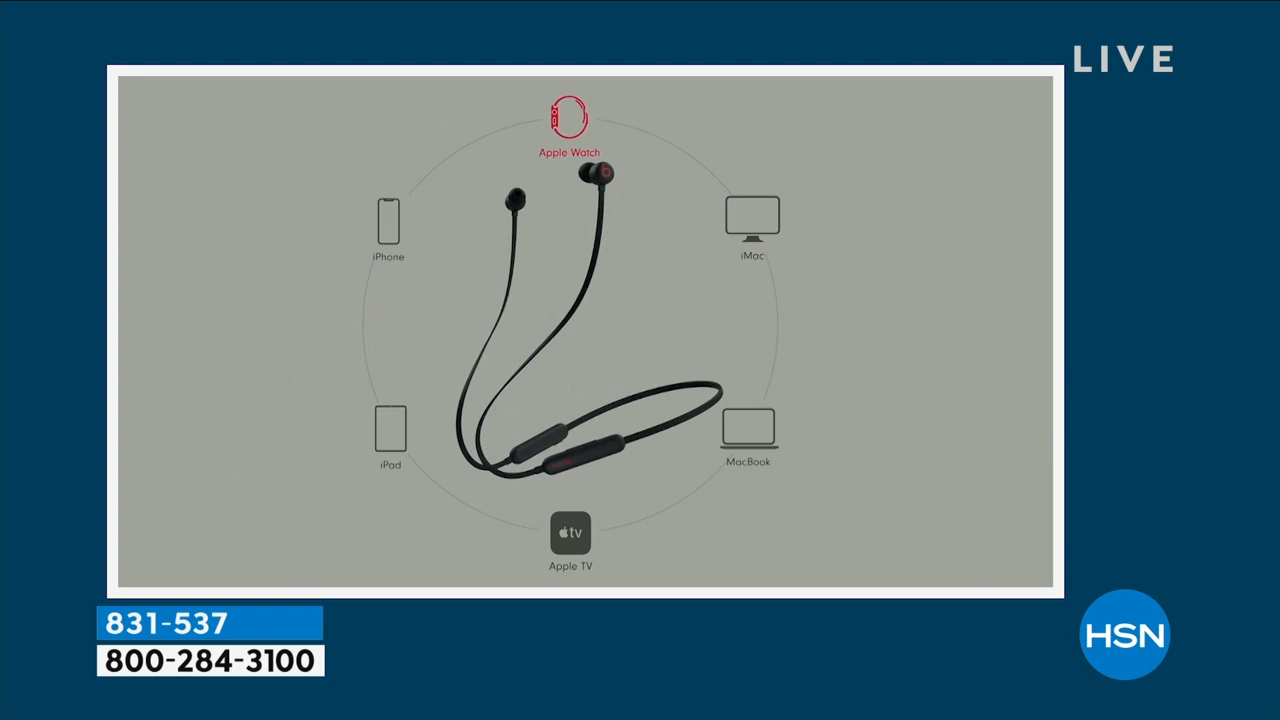 LIVE
Apple Watch
iPhone
iMac
iPad
MacBook
tv
Apple TV
831-537
800-284-3100
HSN